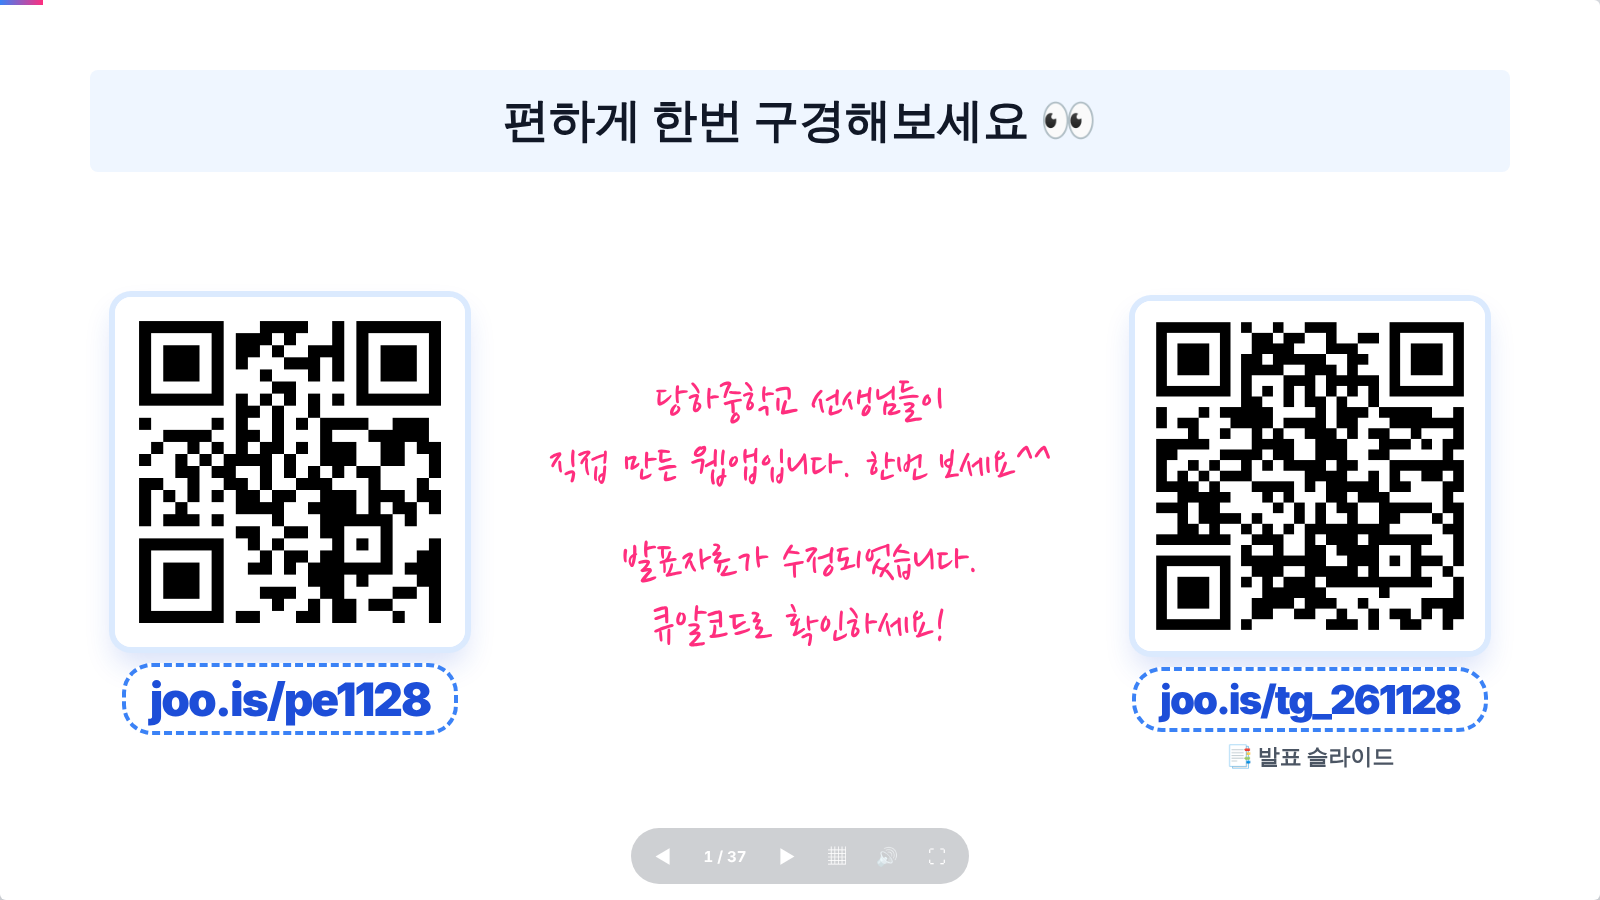 편하게 한번 구경해보세요 👀
당하중학교 선생님들이
직접 만든 웹앱입니다. 한번 보세요^^
발표자료가 수정되었습니다.
큐알코드로 확인하세요!
joo.is/pe1128
joo.is/tg_261128
📑 발표 슬라이드
1 / 37